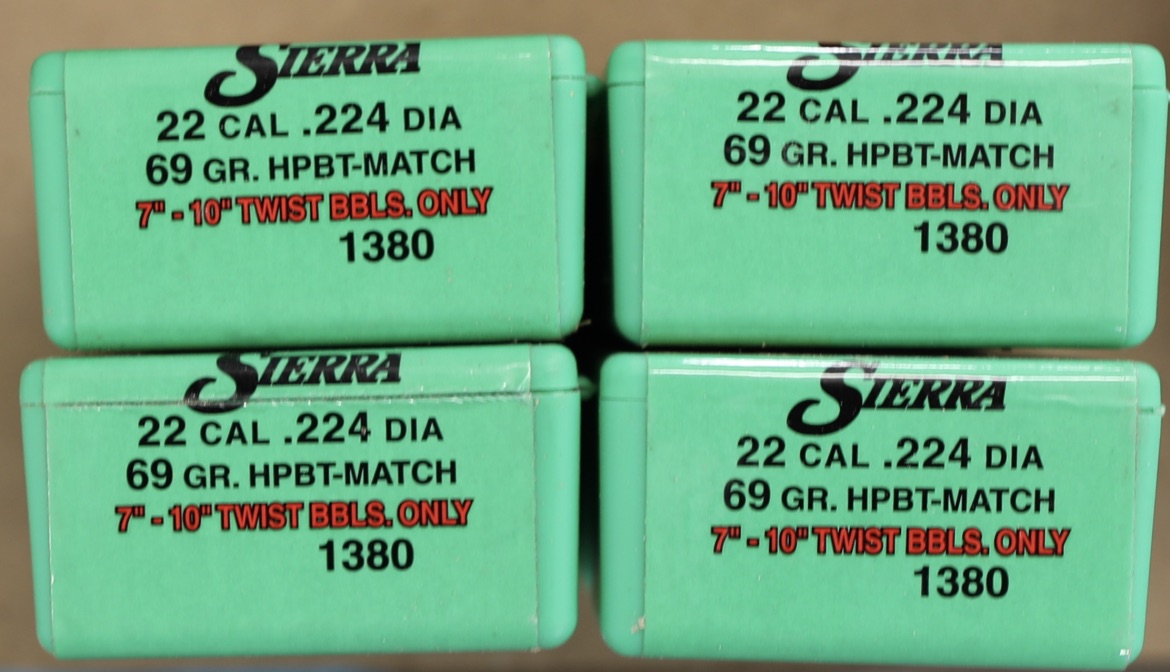 SIERRA
22 CAL .224 DIA
69 GR. HPBT-MATCH
7" - 10" TWIST BBLS. ONLY
1380
SIERRA
22 CAL .224 DIA
69 GR. HPBT-MATCH
7" - 10" TWIST BBLS. ONLY
1380
SIERRA
22 CAL .224 DIA
69 GR. HPBT-MATCH
7" - 10" TWIST BBLS. ONLY
1380
SIERRA
22 CAL .224 DIA
69 GR. HPBT-MATCH
7" - 10" TWIST BBLS. ONLY
1380